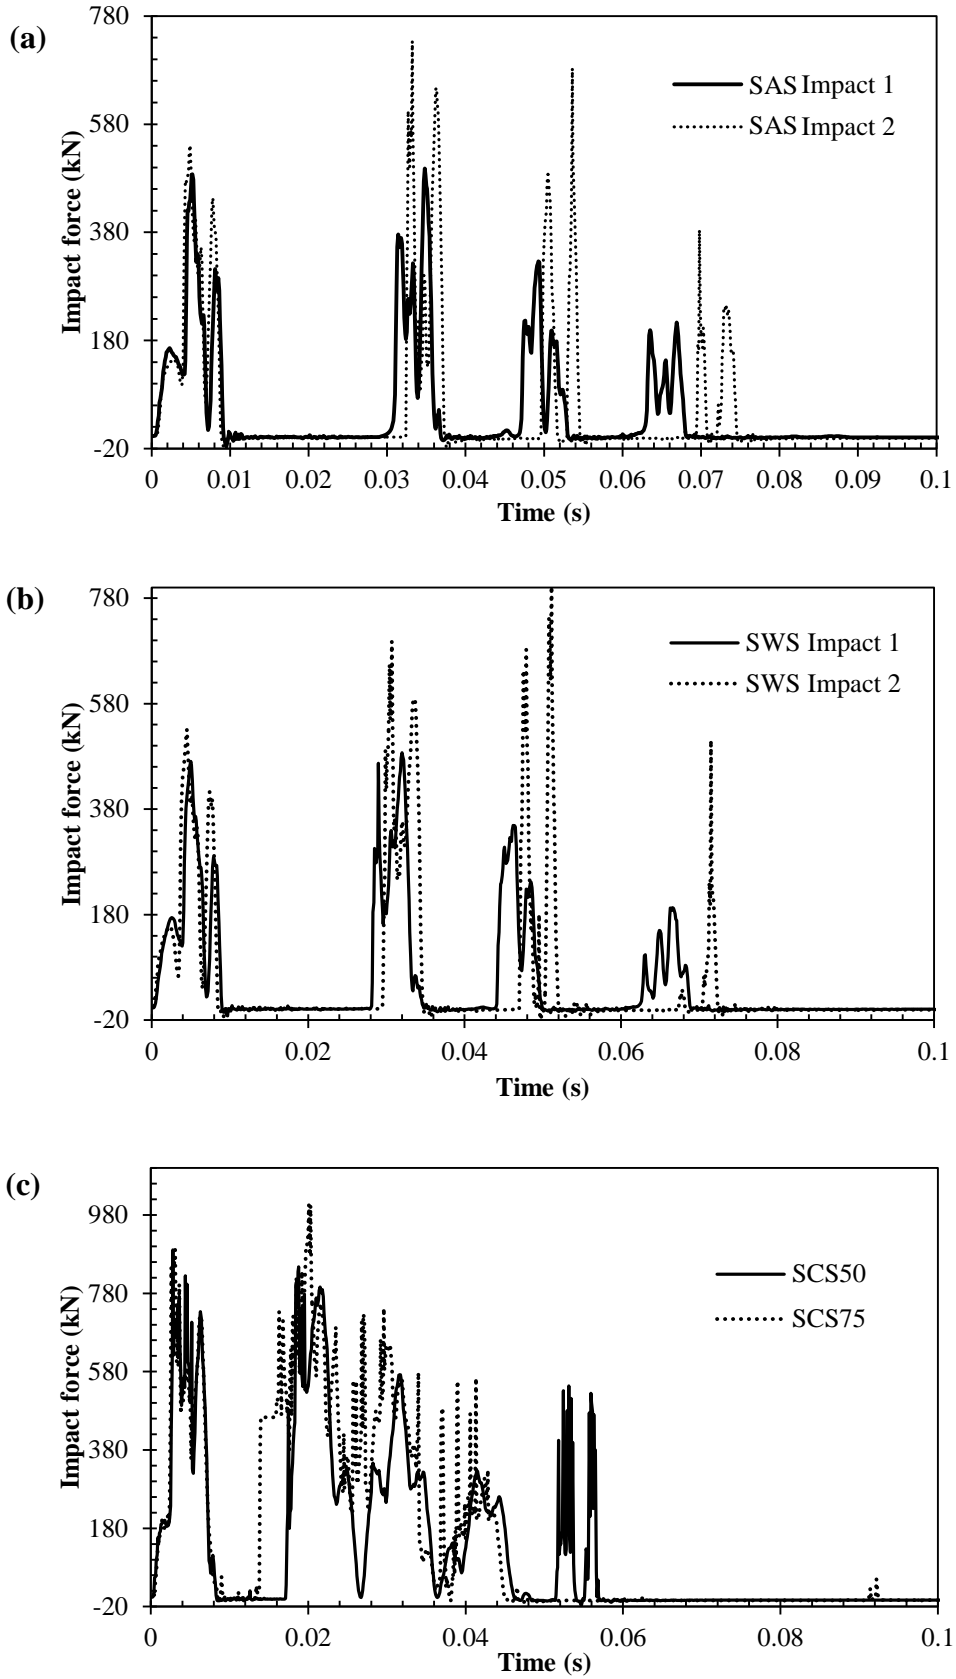 (a)
Impact force (kN)
780
580
380
180
-20
SAS Impact 1
SAS Impact 2
0 0.01 0.02 0.03 0.04 0.05 0.06 0.07 0.08 0.09 0.1
Time (s)
(b)
Impact force (kN)
780
580
380
180
-20
SWS Impact 1
SWS Impact 2
0 0.02 0.04 0.06 0.08 0.1
Time (s)
(c)
Impact force (kN)
980
780
580
380
180
-20
SCS50
SCS75
0 0.02 0.04 0.06 0.08 0.1
Time (s)